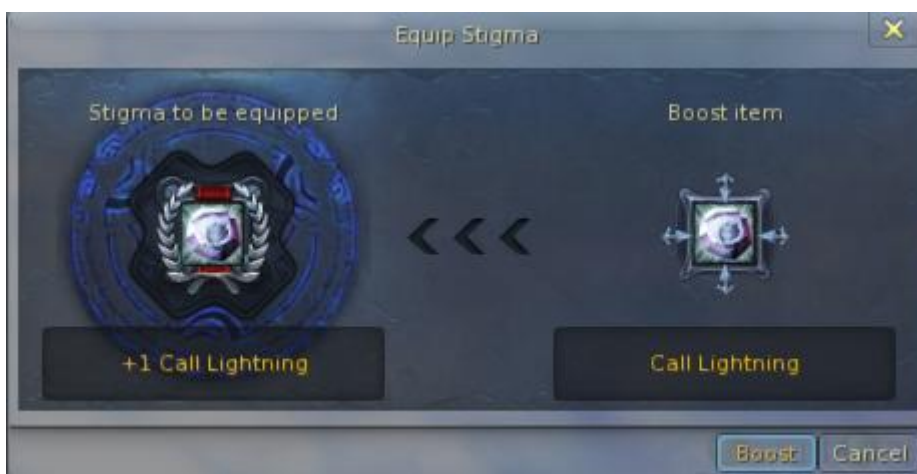 Equip Stigma
Stigma to be equipped
Boost item
+1 Call Lightning
Call Lightning
Boost
Cancel